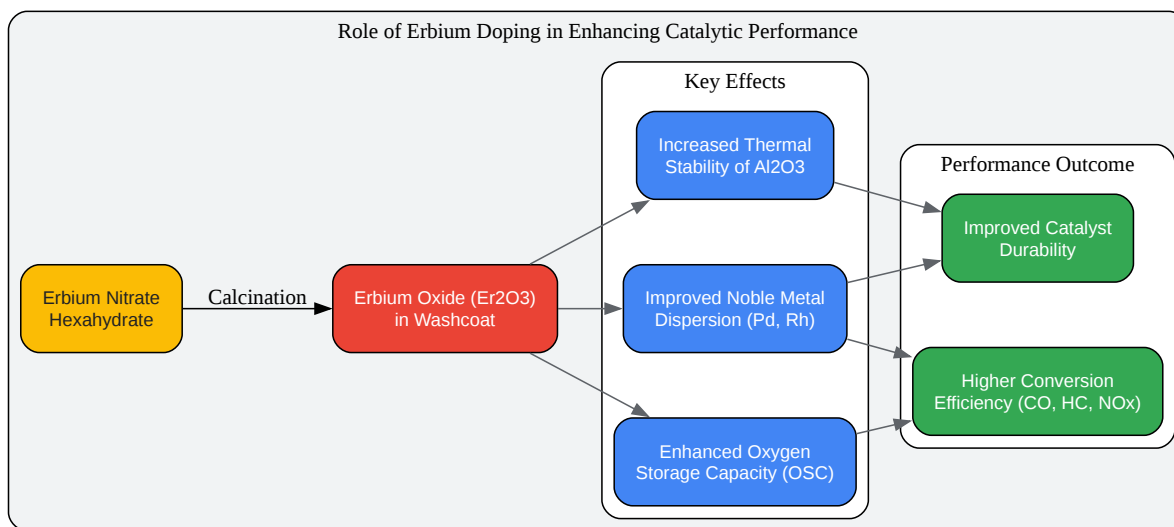 Role of Erbium Doping in Enhancing Catalytic Performance
Key Effects
Increased Thermal
Stability of Al2O3
Performance Outcome
Improved Catalyst
Durability
Erbium Nitrate
Hexahydrate
Calcination
Erbium Oxide (Er2O3)
in Washcoat
Improved Noble Metal
Dispersion (Pd, Rh)
Higher Conversion
Efficiency (CO, HC, NOx)
Enhanced Oxygen
Storage Capacity (OSC)